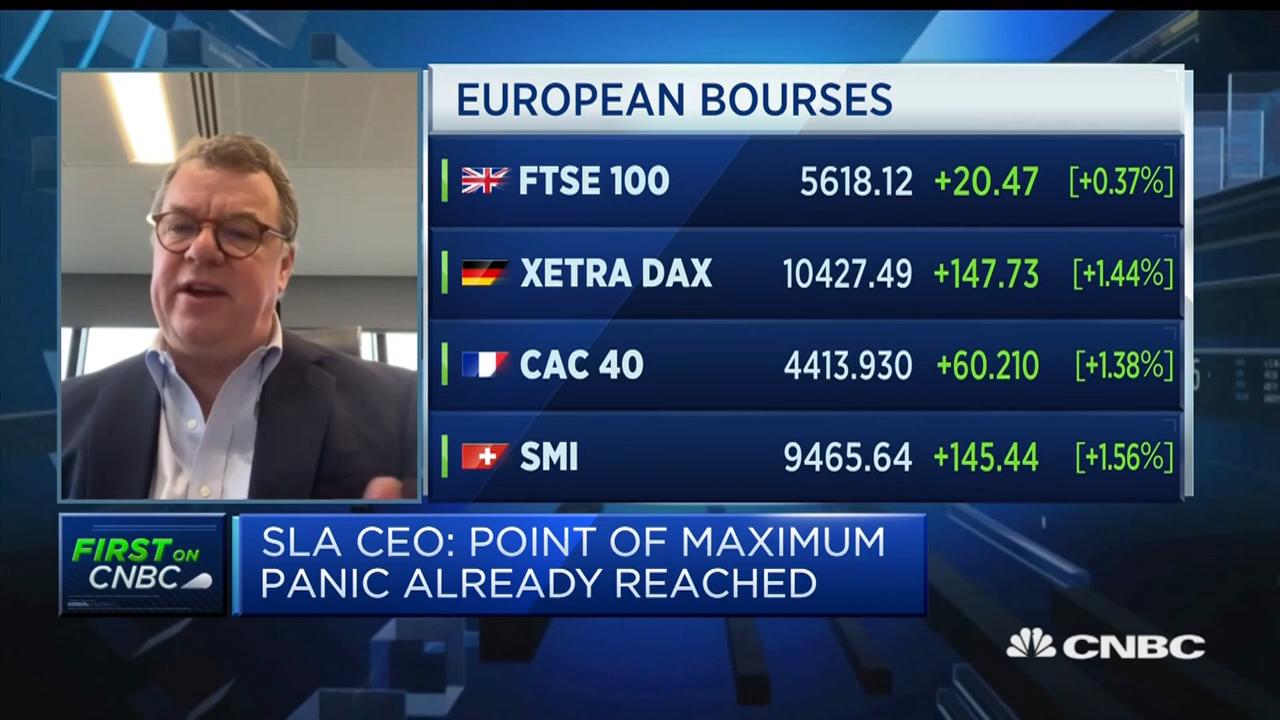 EUROPEAN BOURSES
FTSE 100 5618.12 +20.47 [+0.37%]
XETRA DAX 10427.49 +147.73 [+1.44%]
CAC 40 4413.930 +60.210 [+1.38%]
SMI 9465.64 +145.44 [+1.56%]
FIRST ON
CNBC
SLA CEO: POINT OF MAXIMUM
PANIC ALREADY REACHED
CNBC